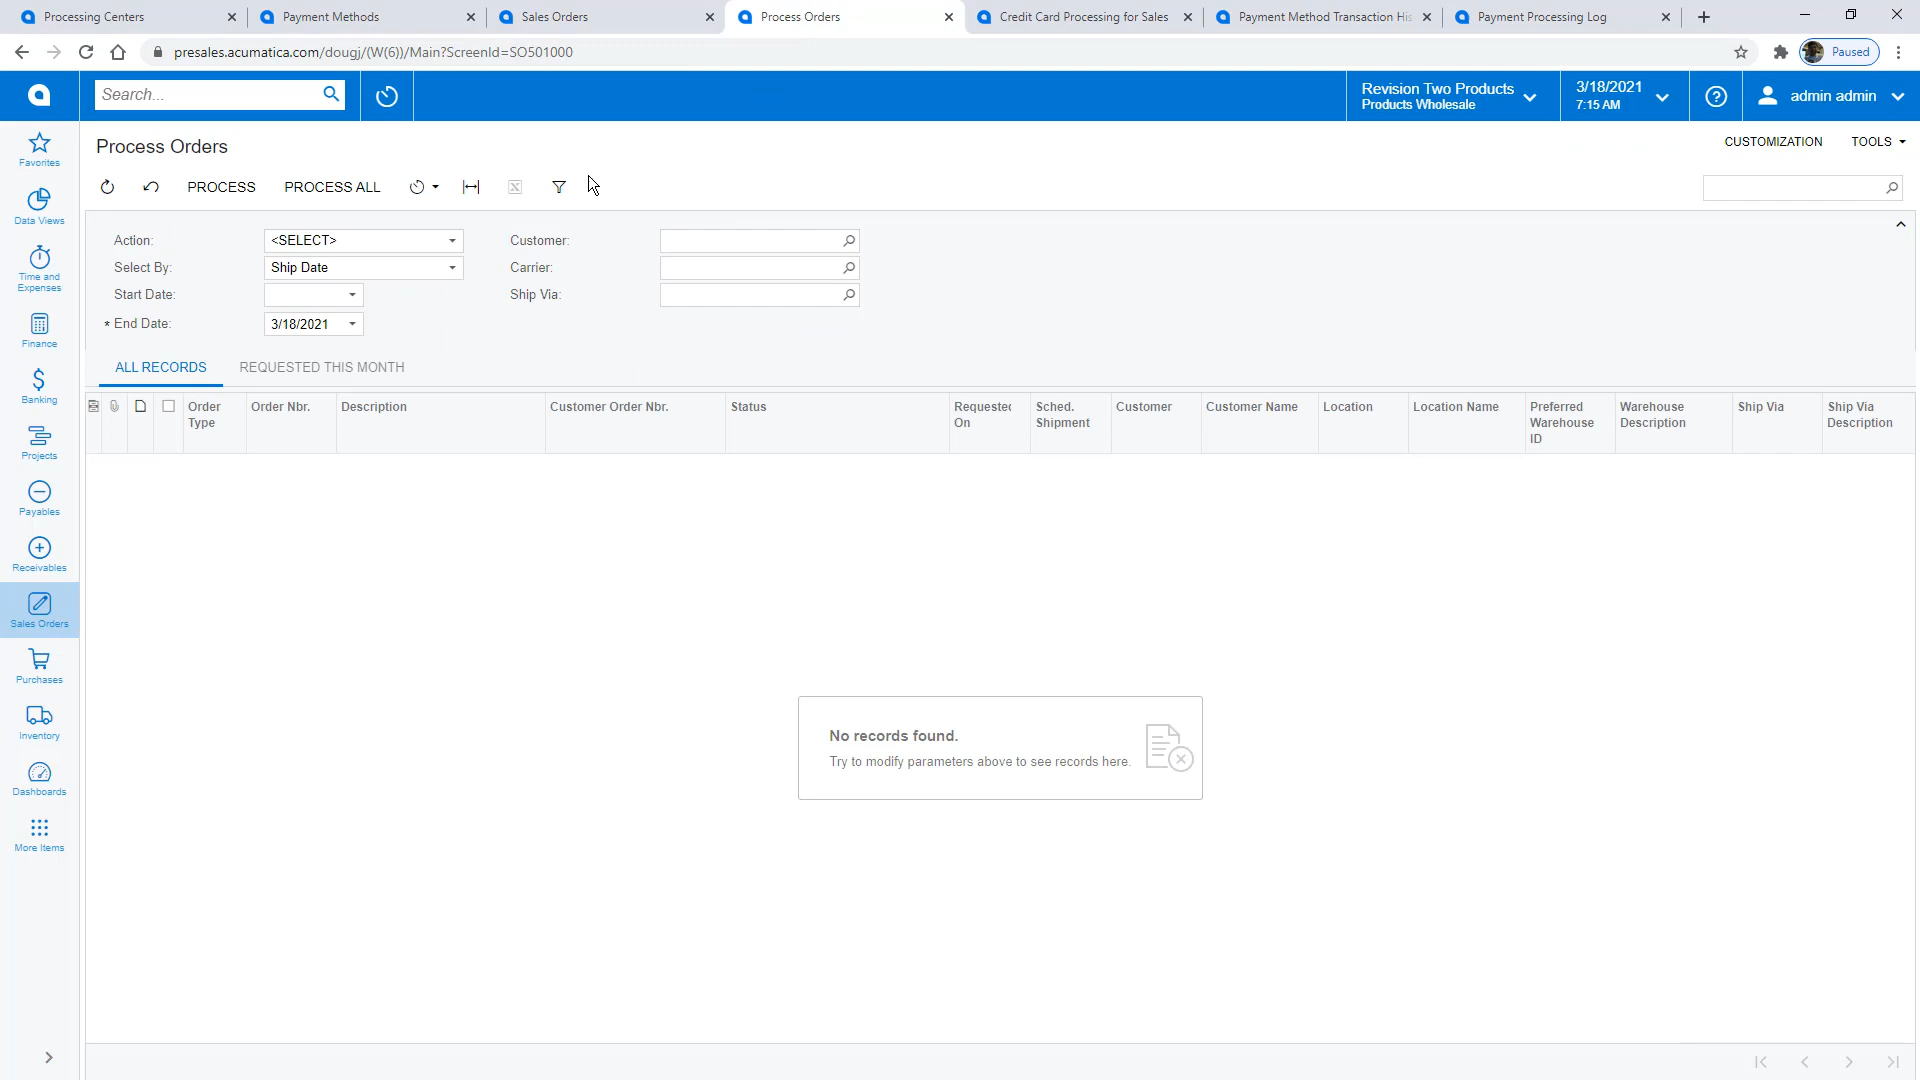 Processing Centers
Payment Methods
Sales Orders
Process Orders
Credit Card Processing for Sales
Payment Method Transaction His
Payment Processing Log
presales.acumatica.com/dougj/(W(6))/Main?ScreenId=SO501000
Paused
Search...
Revision Two Products
Products Wholesale
3/18/2021
7:15 AM
admin admin
Favorites
Data Views
Time and
Expenses
Finance
Banking
Projects
Payables
Receivables
Sales Orders
Purchases
Inventory
Dashboards
More Items
Process Orders
CUSTOMIZATION
TOOLS
PROCESS
PROCESS ALL
Action:
<SELECT>
Customer:
Select By:
Ship Date
Carrier:
Start Date:
Ship Via:
* End Date:
3/18/2021
ALL RECORDS
REQUESTED THIS MONTH
Order
Type
Order Nbr.
Description
Customer Order Nbr.
Status
Requested
On
Sched.
Shipment
Customer
Customer Name
Location
Location Name
Preferred
Warehouse
ID
Warehouse
Description
Ship Via
Ship Via
Description
No records found.
Try to modify parameters above to see records here.